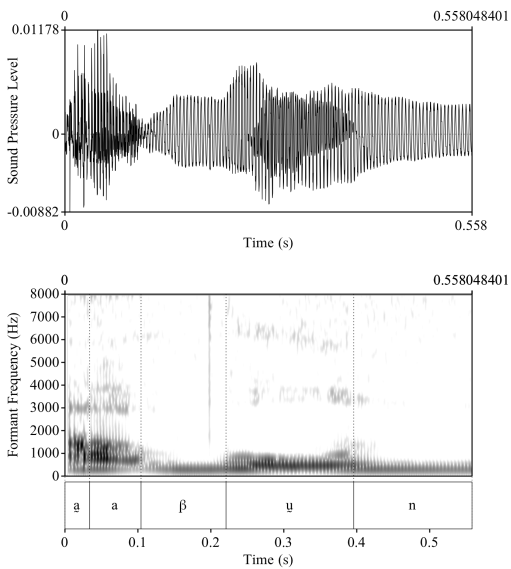 0 0.558048401
0.01178
Sound Pressure Level
0
-0.00882
0 0.558
Time (s)
0 0.558048401
8000
7000
6000
5000
4000
3000
2000
1000
0
Formant Frequency (Hz)
a̰ a β ṵ n
0 0.1 0.2 0.3 0.4 0.5
Time (s)